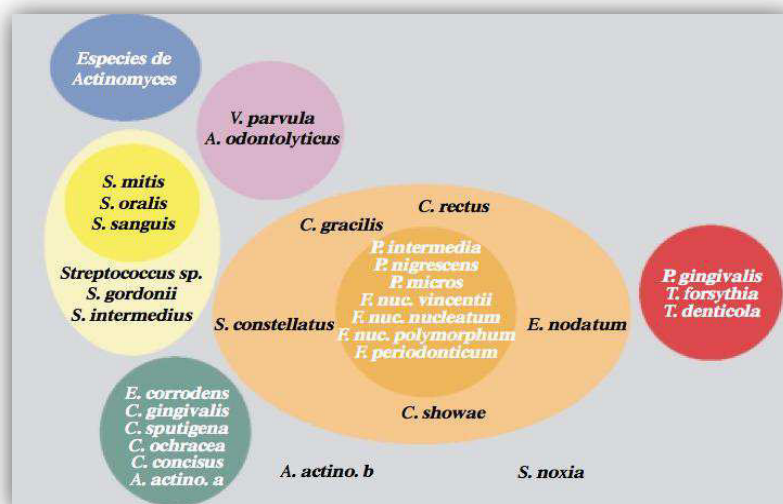 Especies de
Actinomyces
V. parvula
A. odontolyticus
S. mitis
S. oralis
S. sanguis
Streptococcus sp.
S. gordonii
S. intermedius
C. rectus
C. gracilis
P. intermedia
P. nigrescens
P. micros
F. nuc. vincentii
F. nuc. nucleatum
F. nuc. polymorphum
F. periodonticum
S. constellatus
E. nodatum
C. showae
P. gingivalis
T. forsythia
T. denticola
E. corrodens
C. gingivalis
C. sputigena
C. ochracea
C. concisus
A. actino. a
A. actino. b
S. noxia